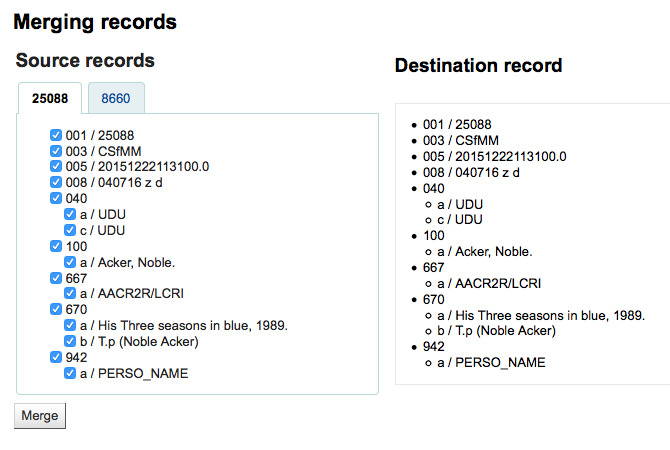 Merging records
Source records
25088
8660
001 / 25088
003 / CSfMM
005 / 20151222113100.0
008 / 040716 z d
040
a / UDU
c / UDU
100
a / Acker, Noble.
667
a / AACR2R/LCRI
670
a / His Three seasons in blue, 1989.
b / T.p (Noble Acker)
942
a / PERSO_NAME
Merge
Destination record
001 / 25088
003 / CSfMM
005 / 20151222113100.0
008 / 040716 z d
040
a / UDU
c / UDU
100
a / Acker, Noble.
667
a / AACR2R/LCRI
670
a / His Three seasons in blue, 1989.
b / T.p (Noble Acker)
942
a / PERSO_NAME